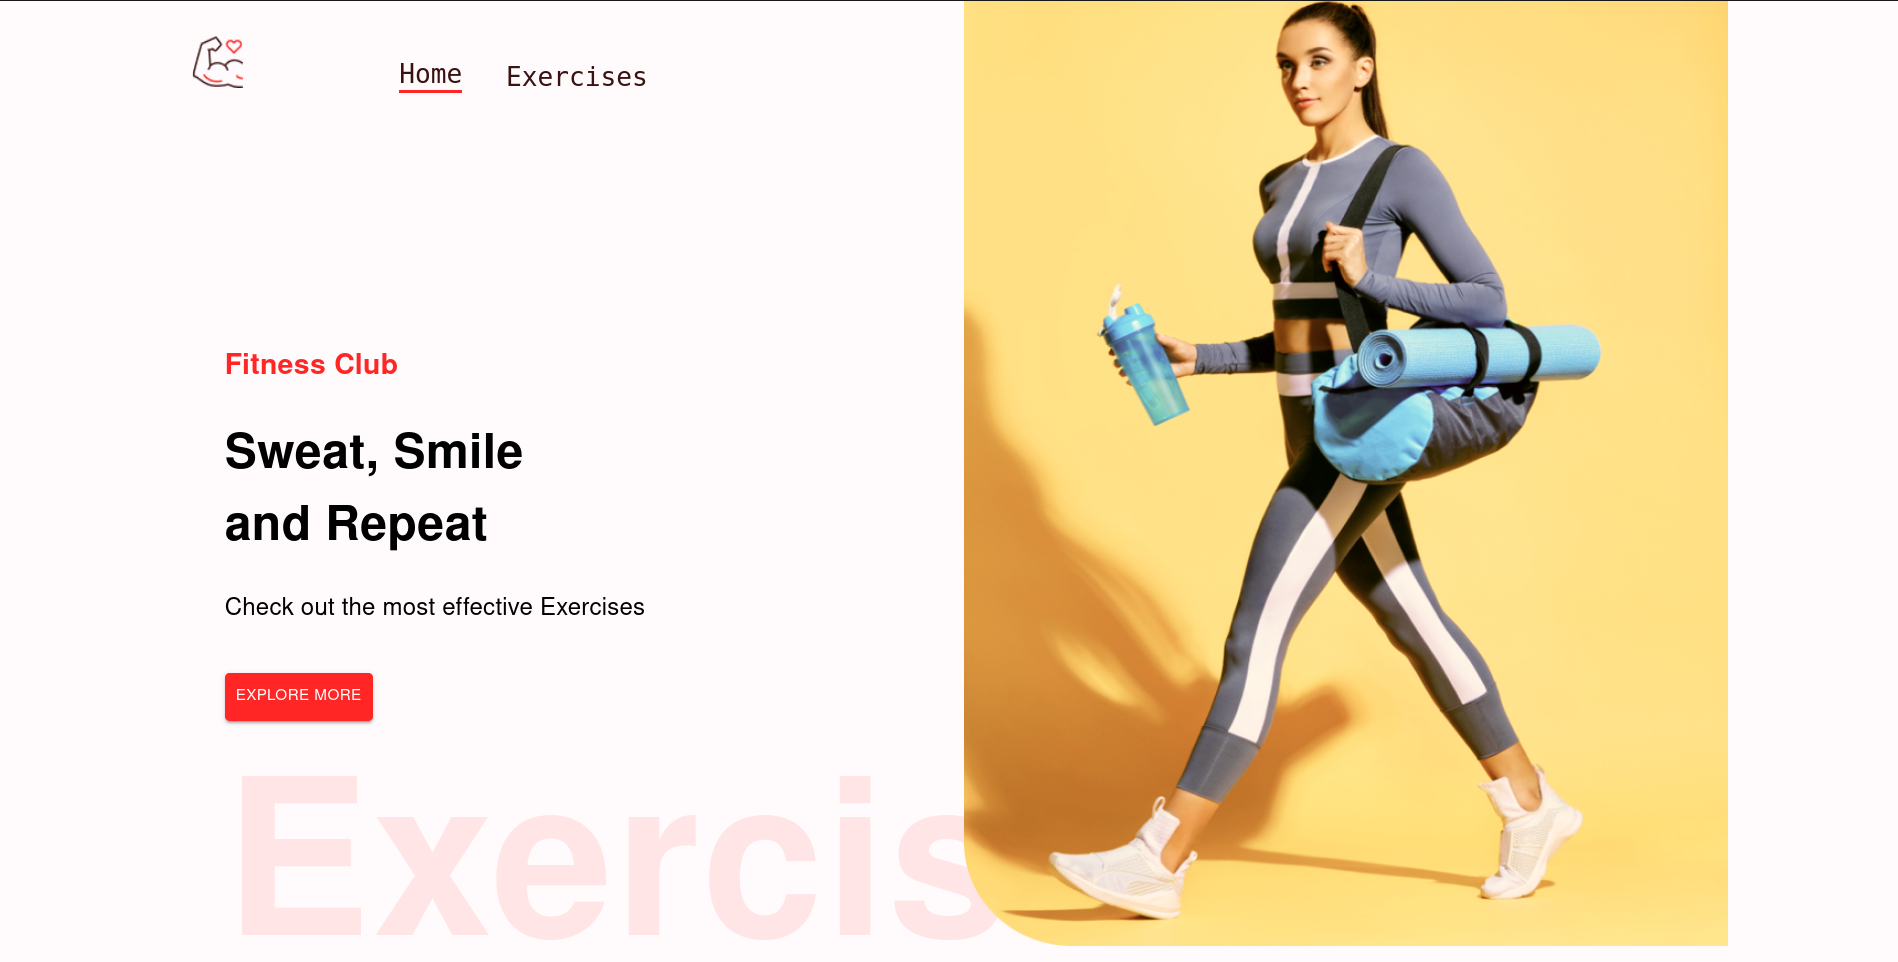 Home Exercises
Fitness Club
Sweat, Smile
and Repeat
Check out the most effective Exercises
EXPLORE MORE
Exercis